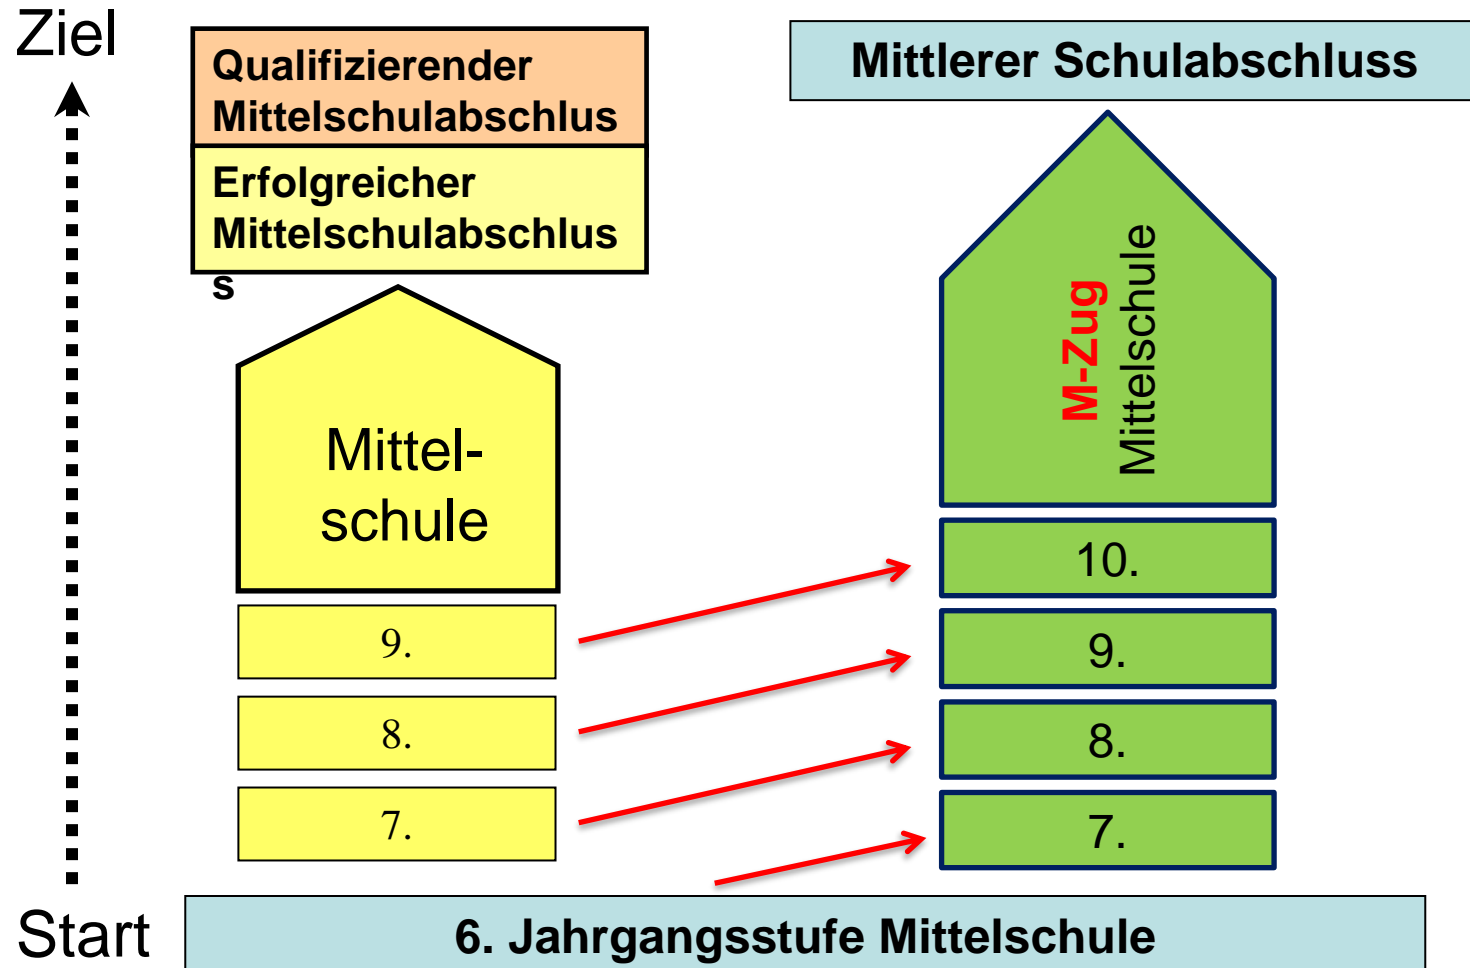 Ziel
Qualifizierender
Mittelschulabschlus
Erfolgreicher
Mittelschulabschlus
s
Mittlerer Schulabschluss
Mittel-
schule
9.
8.
7.
M-Zug
Mittelschule
10.
9.
8.
7.
Start
6. Jahrgangsstufe Mittelschule